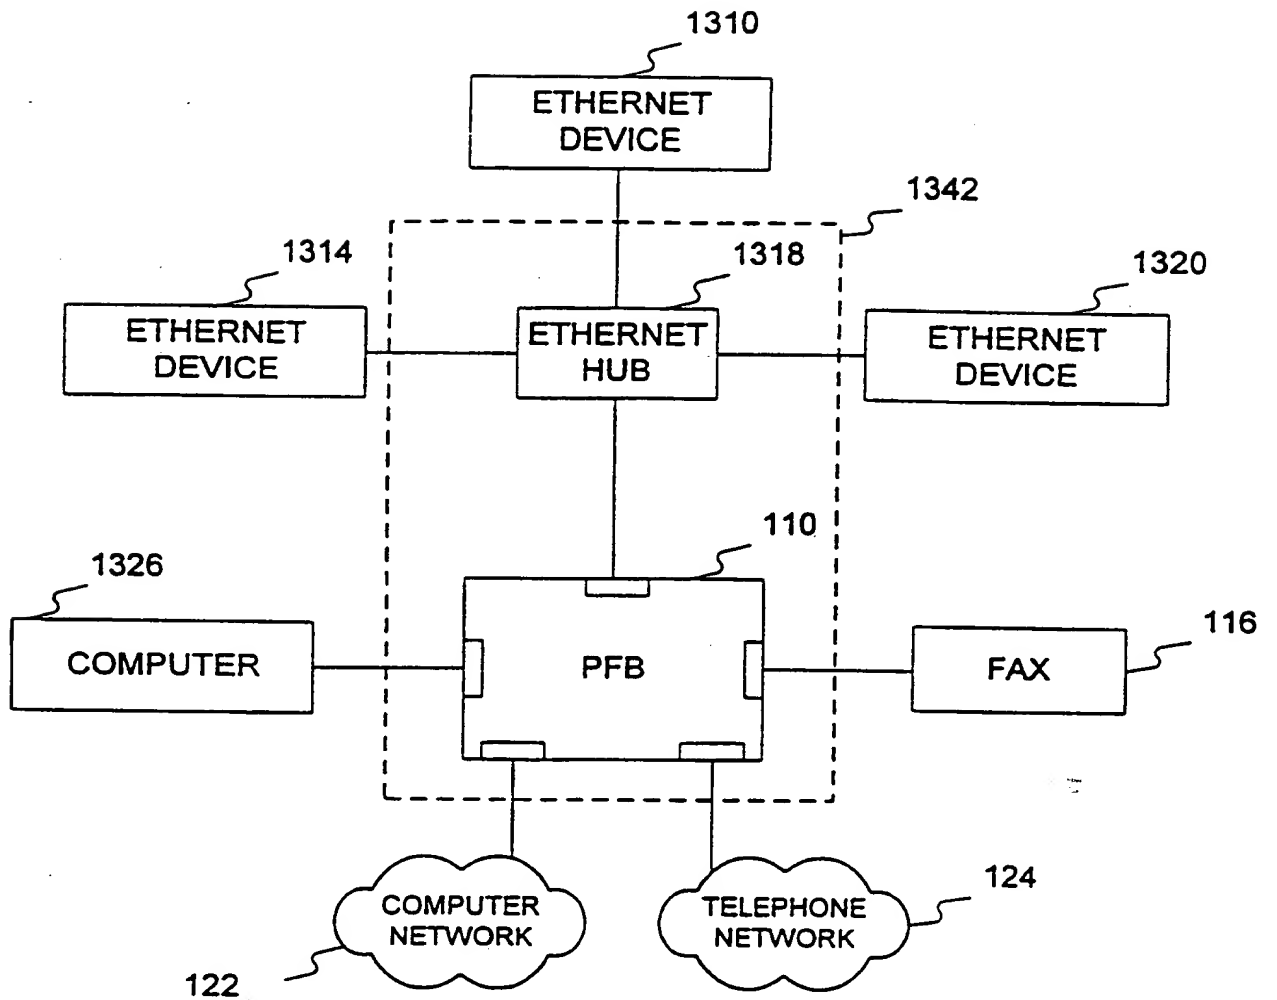 1310
ETHERNET
DEVICE
1342
1314
1318
1320
ETHERNET
DEVICE
ETHERNET
HUB
ETHERNET
DEVICE
110
1326
116
COMPUTER
PFB
FAX
COMPUTER
NETWORK
TELEPHONE
NETWORK
124
122